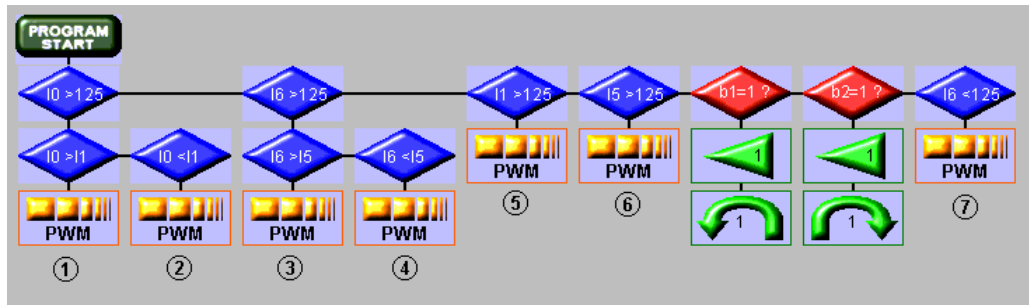 PROGRAM
START
I0 >125
I6 >125
I1 >125
I5 >125
b1=1 ?
b2=1 ?
I6 <125
I0 >I1
I0 <I1
I6 >I5
I6 <I5
PWM
PWM
1
1
PWM
PWM
PWM
PWM
PWM
1
1
5
6
7
1
2
3
4